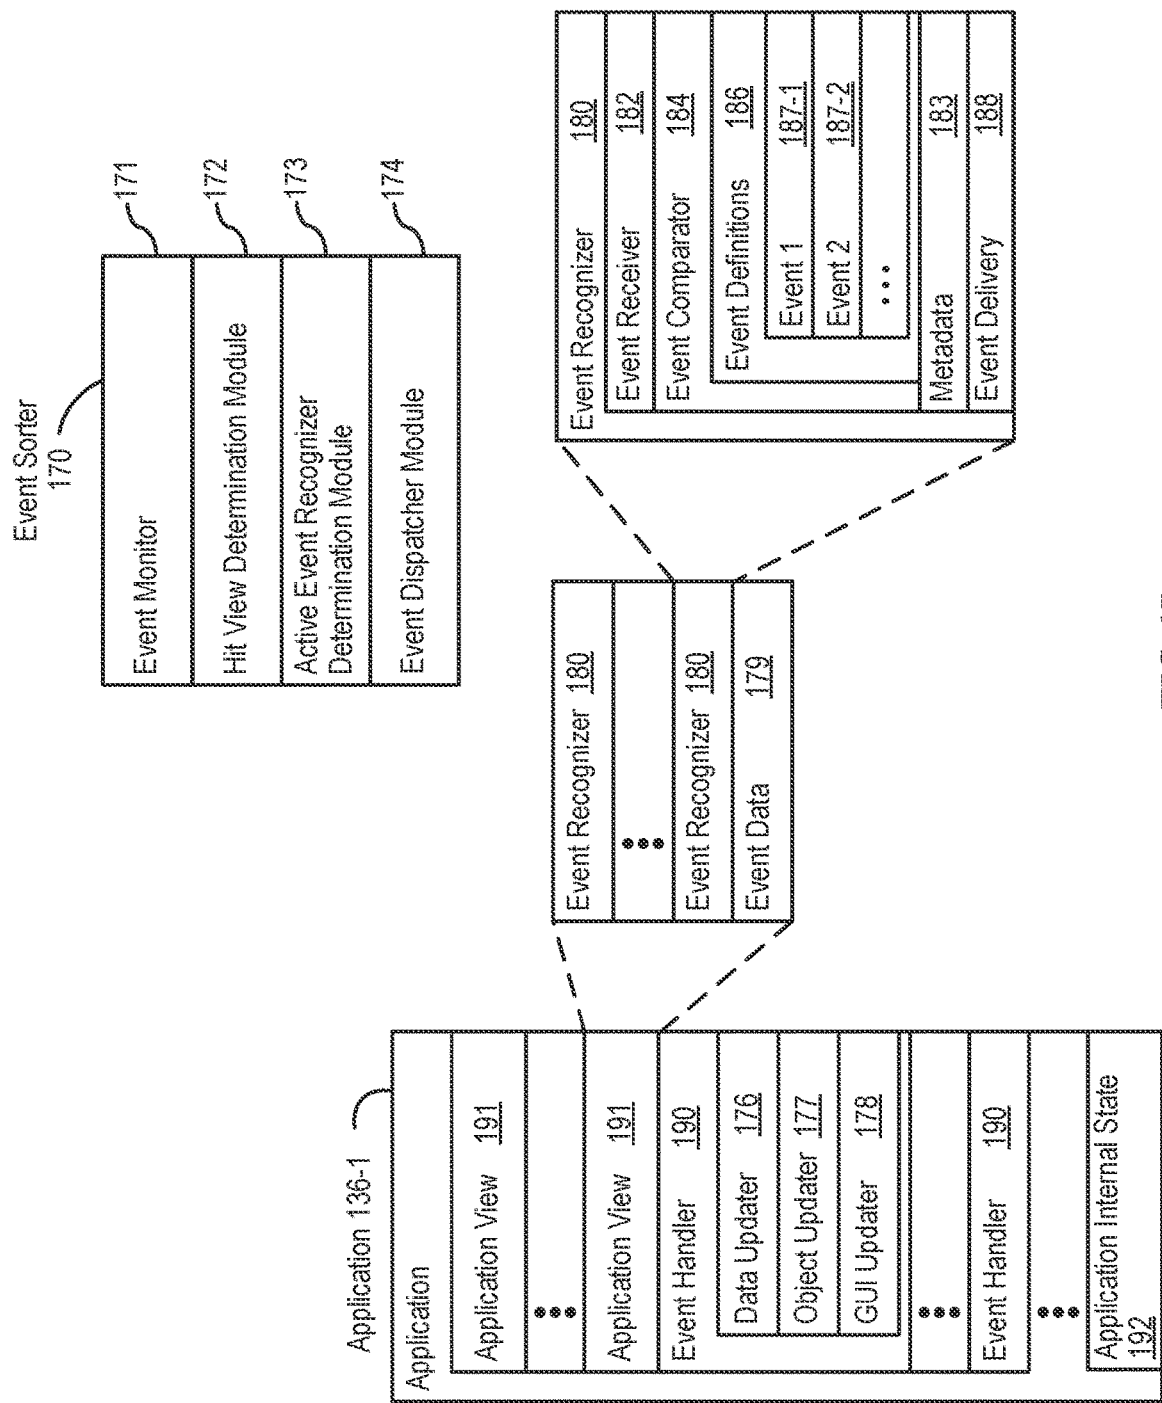 Event Sorter
170
Event Monitor
171
Hit View Determination Module
172
Active Event Recognizer
Determination Module
173
Event Dispatcher Module
174
Application 136-1
Application
Application View 191
Application View 191
Event Handler 190
Data Updater 176
Object Updater 177
GUI Updater 178
Event Handler 190
Application Internal State
192
Event Recognizer 180
Event Recognizer 180
Event Data 179
Event Recognizer 180
Event Receiver 182
Event Comparator 184
Event Definitions 186
Event 1 187-1
Event 2 187-2
Metadata 183
Event Delivery 188